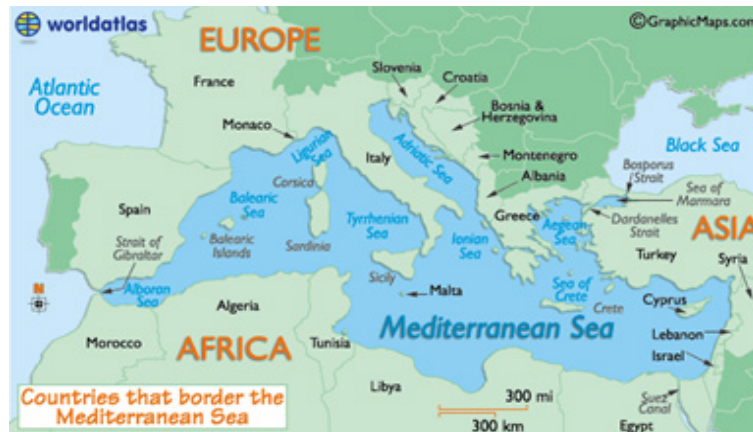 worldatlas
©GraphicMaps.com
EUROPE
Atlantic
Ocean
France
Slovenia
Croatia
Bosnia &
Herzegovina
Black Sea
Monaco
Ligurian
Sea
Italy
Adriatic Sea
Montenegro
Bosporus
Strait
Corsica
Albania
Sea of
Marmara
Spain
Balearic
Sea
Tyrrhenian
Sea
Greece
Aegean
Sea
Dardanelles
Strait
ASIA
Strait of
Gibraltar
Balearic
Islands
Sardinia
Ionian
Sea
Turkey
Syria
N
Alboran
Sea
Sicily
Malta
Sea of
Crete
Crete
Cyprus
Algeria
Mediterranean Sea
Lebanon
Morocco
AFRICA
Tunisia
Israel
Libya
300 mi
300 km
Suez
Canal
Egypt
Countries that border the
Mediterranean Sea